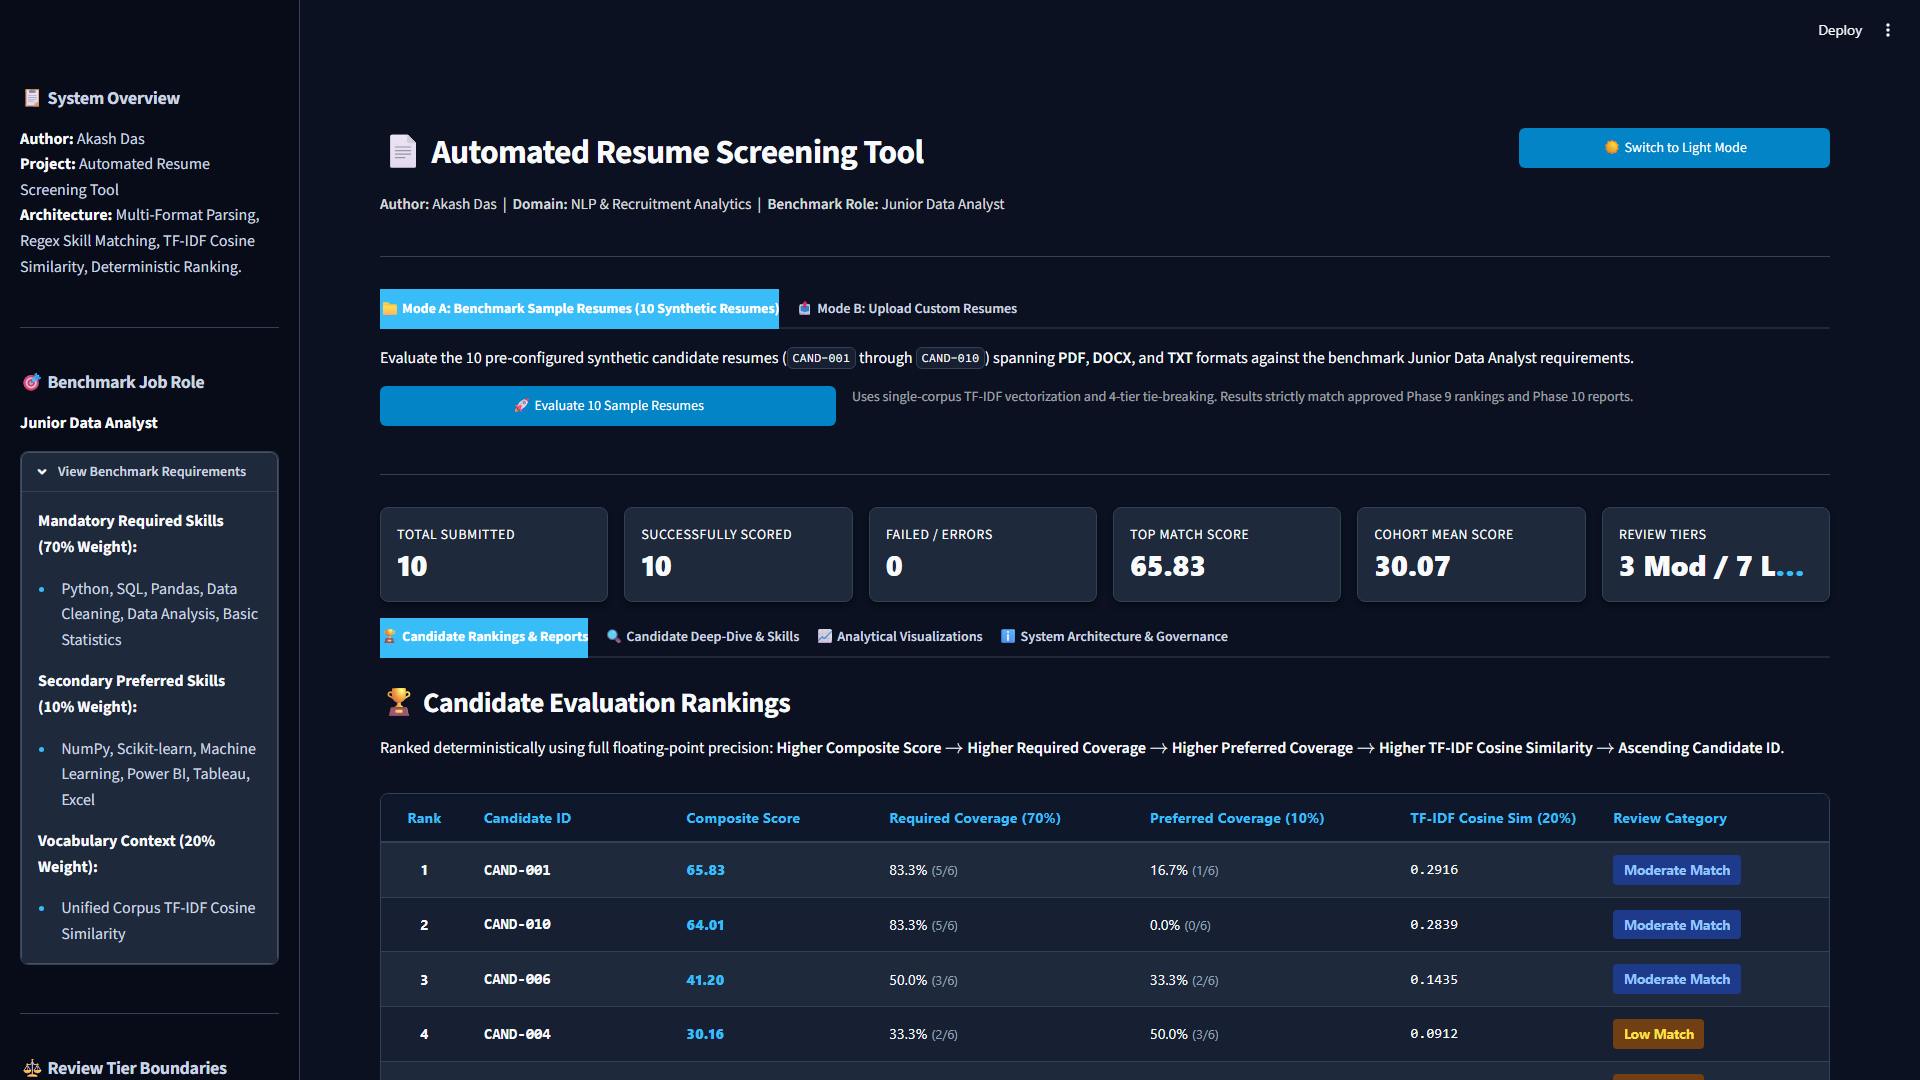 Deploy
System Overview
Author: Akash Das
Project: Automated Resume
Screening Tool
Architecture: Multi-Format Parsing,
Regex Skill Matching, TF-IDF Cosine
Similarity, Deterministic Ranking.
Benchmark Job Role
Junior Data Analyst
View Benchmark Requirements
Mandatory Required Skills
(70% Weight):
Python, SQL, Pandas, Data
Cleaning, Data Analysis, Basic
Statistics
Secondary Preferred Skills
(10% Weight):
NumPy, Scikit-learn, Machine
Learning, Power BI, Tableau,
Excel
Vocabulary Context (20%
Weight):
Unified Corpus TF-IDF Cosine
Similarity
Review Tier Boundaries
Automated Resume Screening Tool
Switch to Light Mode
Author: Akash Das | Domain: NLP & Recruitment Analytics | Benchmark Role: Junior Data Analyst
Mode A: Benchmark Sample Resumes (10 Synthetic Resumes) Mode B: Upload Custom Resumes
Evaluate the 10 pre-configured synthetic candidate resumes (CAND-001 through CAND-010) spanning PDF, DOCX, and TXT formats against the benchmark Junior Data Analyst requirements.
Evaluate 10 Sample Resumes
Uses single-corpus TF-IDF vectorization and 4-tier tie-breaking. Results strictly match approved Phase 9 rankings and Phase 10 reports.
TOTAL SUBMITTED
10
SUCCESSFULLY SCORED
10
FAILED / ERRORS
0
TOP MATCH SCORE
65.83
COHORT MEAN SCORE
30.07
REVIEW TIERS
3 Mod / 7 L...
Candidate Rankings & Reports Candidate Deep-Dive & Skills Analytical Visualizations System Architecture & Governance
Candidate Evaluation Rankings
Ranked deterministically using full floating-point precision: Higher Composite Score → Higher Required Coverage → Higher Preferred Coverage → Higher TF-IDF Cosine Similarity → Ascending Candidate ID.
Rank Candidate ID Composite Score Required Coverage (70%) Preferred Coverage (10%) TF-IDF Cosine Sim (20%) Review Category
1 CAND-001 65.83 83.3% (5/6) 16.7% (1/6) 0.2916 Moderate Match
2 CAND-010 64.01 83.3% (5/6) 0.0% (0/6) 0.2839 Moderate Match
3 CAND-006 41.20 50.0% (3/6) 33.3% (2/6) 0.1435 Moderate Match
4 CAND-004 30.16 33.3% (2/6) 50.0% (3/6) 0.0912 Low Match